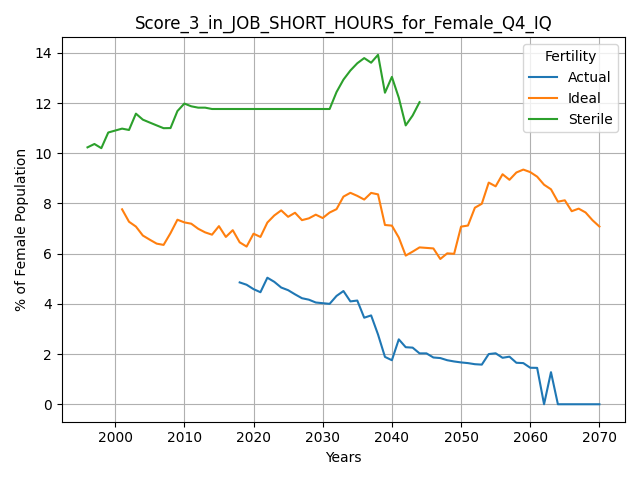 Score_3_in_JOB_SHORT_HOURS_for_Female_Q4_IQ
% of Female Population
14
12
10
8
6
4
2
0
Fertility
Actual
Ideal
Sterile
2000 2010 2020 2030 2040 2050 2060 2070
Years